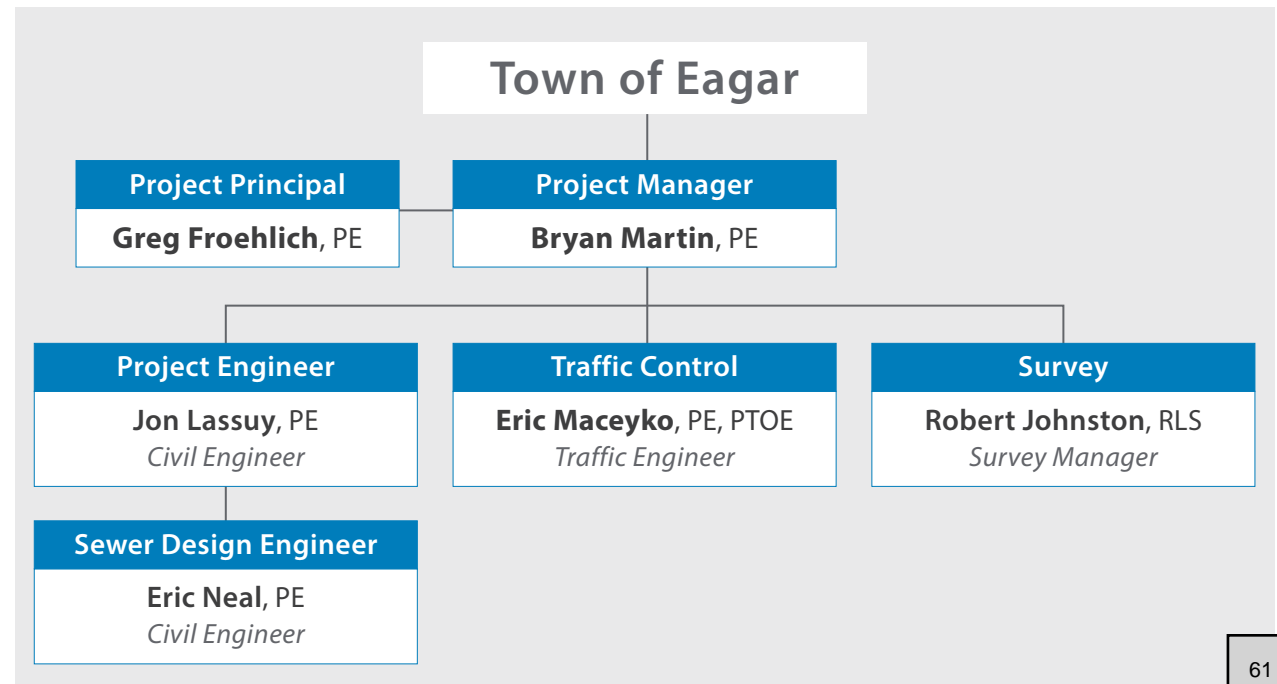 Town of Eagar
Project Principal
Greg Froehlich, PE
Project Manager
Bryan Martin, PE
Project Engineer
Jon Lassuy, PE
Civil Engineer
Traffic Control
Eric Maceyko, PE, PTOE
Traffic Engineer
Survey
Robert Johnston, RLS
Survey Manager
Sewer Design Engineer
Eric Neal, PE
Civil Engineer
61